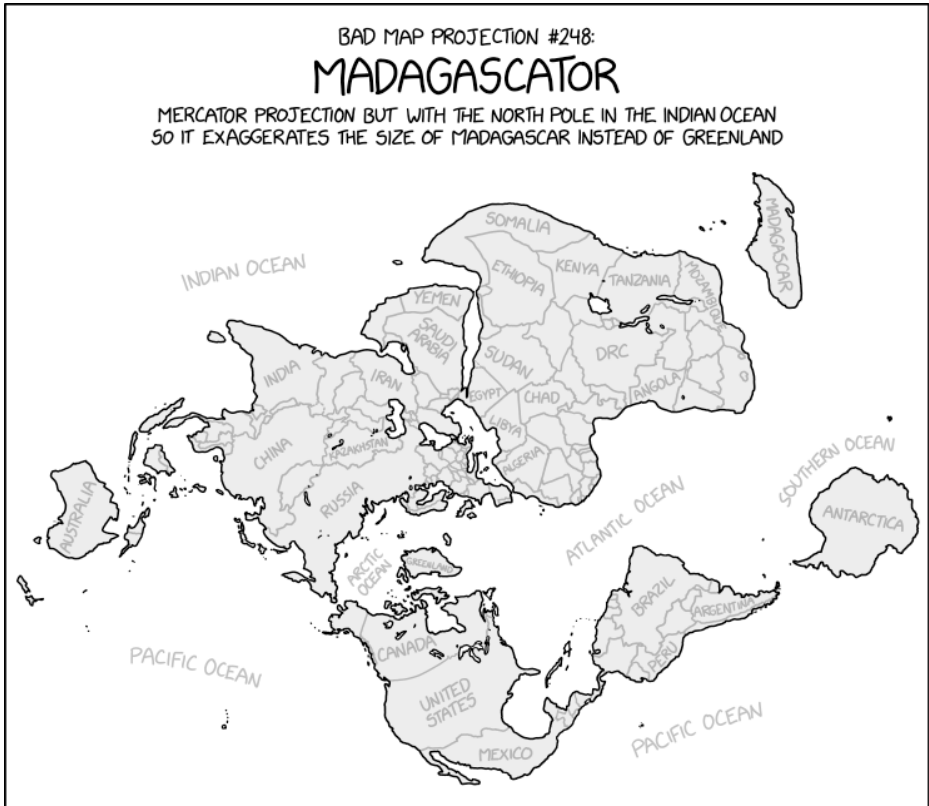 BAD MAP PROJECTION #248:
MADAGASCATOR
MERCATOR PROJECTION BUT WITH THE NORTH POLE IN THE INDIAN OCEAN
SO IT EXAGGERATES THE SIZE OF MADAGASCAR INSTEAD OF GREENLAND
MADAGASCAR
SOMALIA
INDIAN OCEAN
ETHIOPIA
KENYA
TANZANIA
MOZAMBIQUE
YEMEN
SAUDI
ARABIA
SUDAN
DRC
INDIA
IRAN
EGYPT
CHAD
ANGOLA
LIBYA
CHINA
KAZAKHSTAN
ALGERIA
RUSSIA
AUSTRALIA
SOUTHERN OCEAN
ATLANTIC OCEAN
ANTARCTICA
ARCTIC
OCEAN
GREENLAND
BRAZIL
ARGENTINA
CANADA
PERU
PACIFIC OCEAN
UNITED
STATES
MEXICO
PACIFIC OCEAN